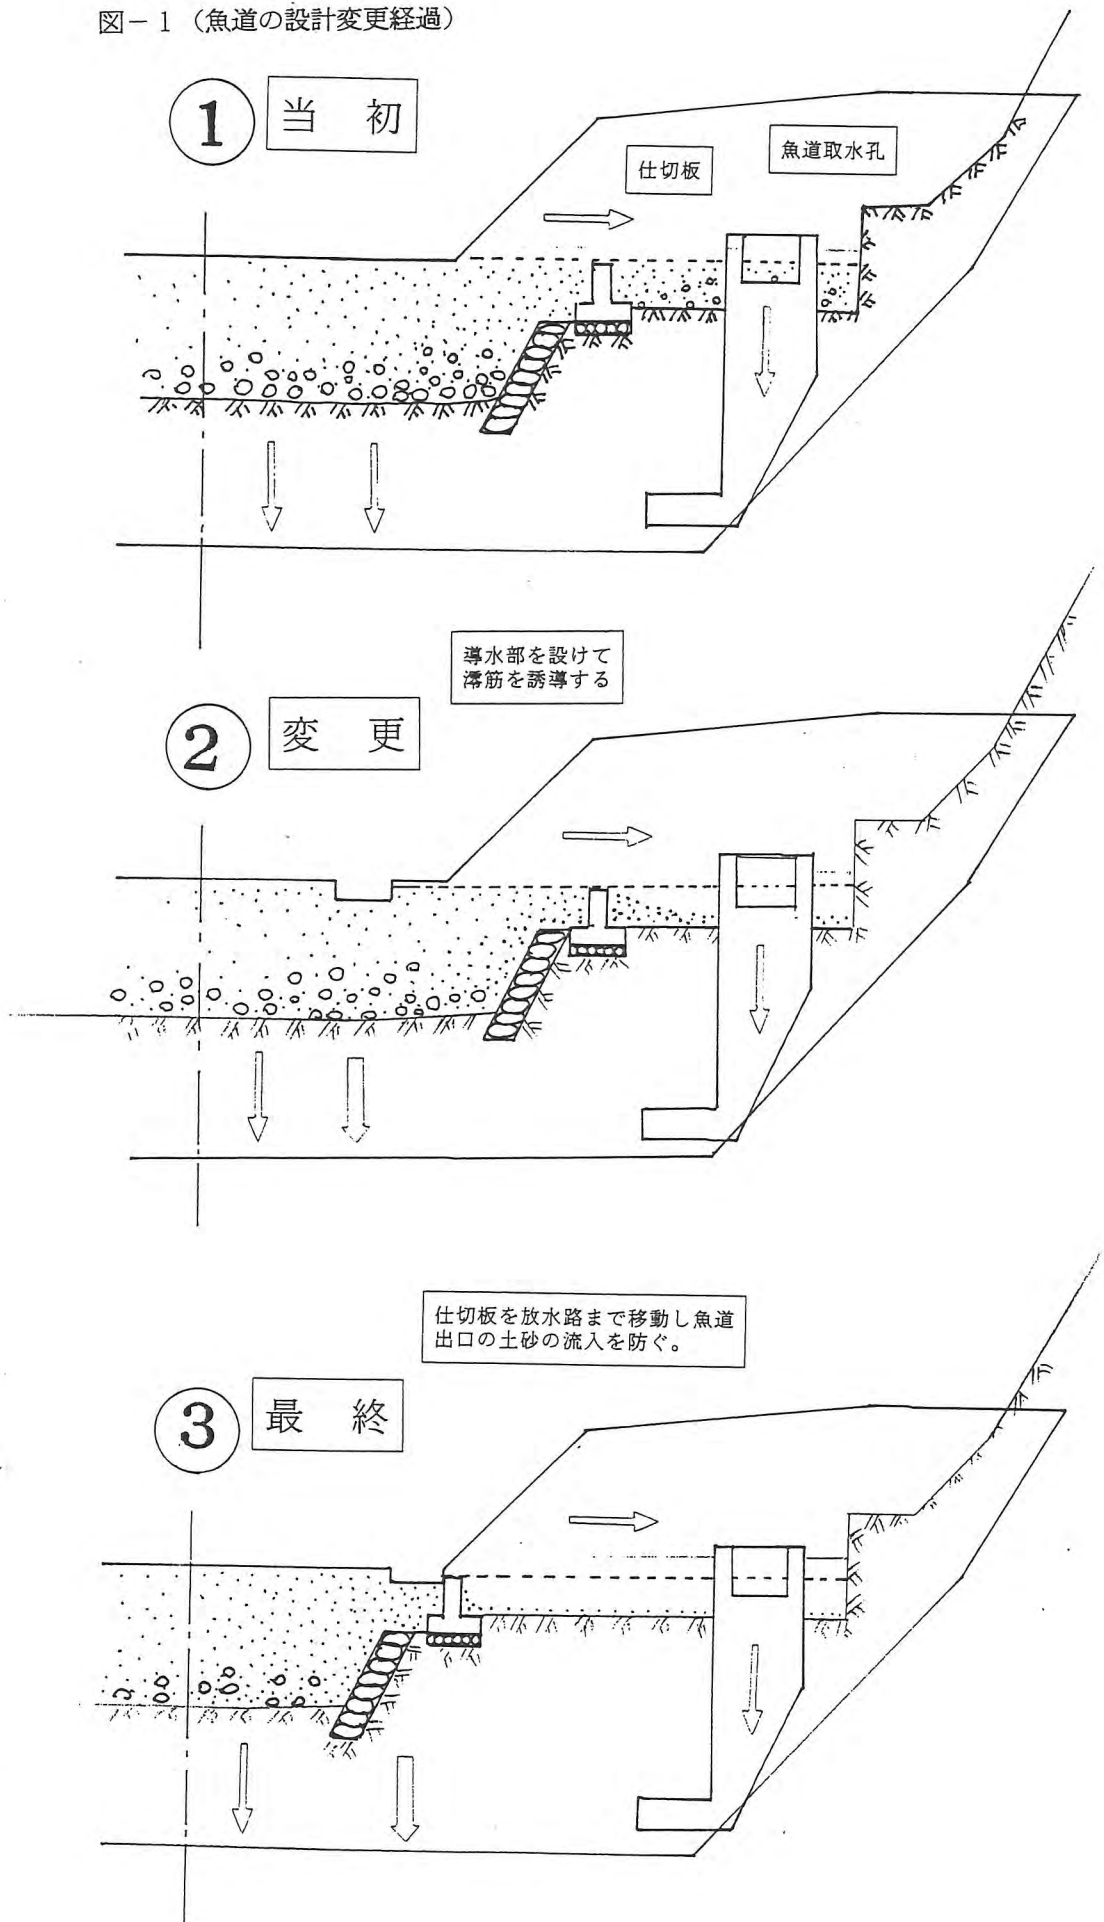 図－１（魚道の設計変更経過）
1 当　初
仕切板
魚道取水孔
導水部を設けて
澪筋を誘導する
2 変　更
仕切板を放水路まで移動し魚道
出口の土砂の流入を防ぐ。
3 最　終